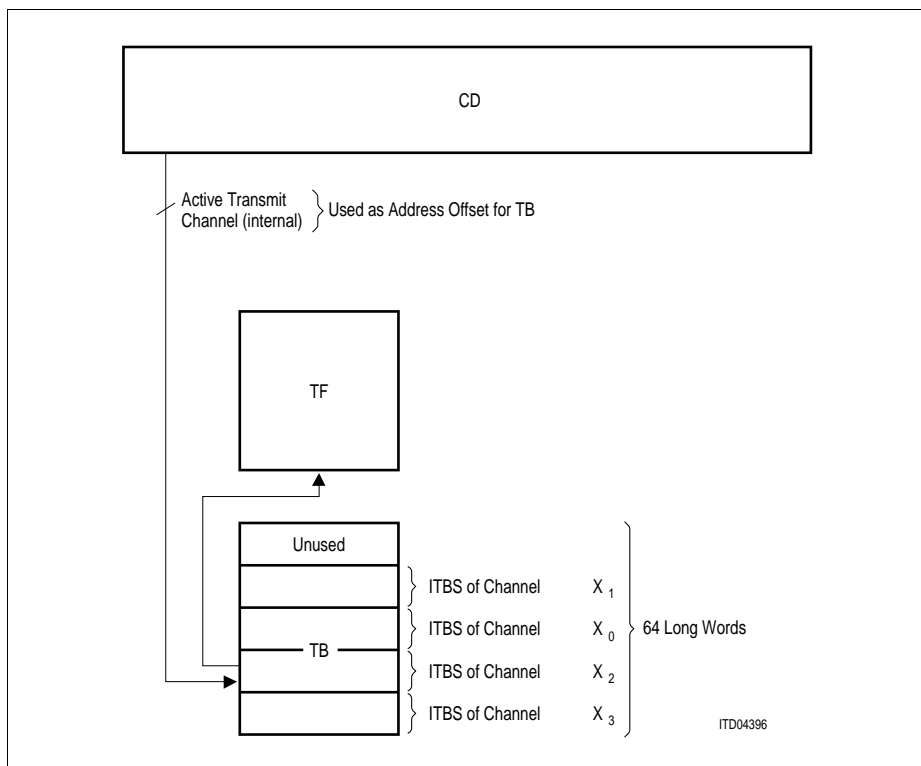 CD
Active Transmit
Channel (internal)
Used as Address Offset for TB
TF
Unused
ITBS of Channel X 1
ITBS of Channel X 0
TB
64 Long Words
ITBS of Channel X 2
ITBS of Channel X 3
ITD04396